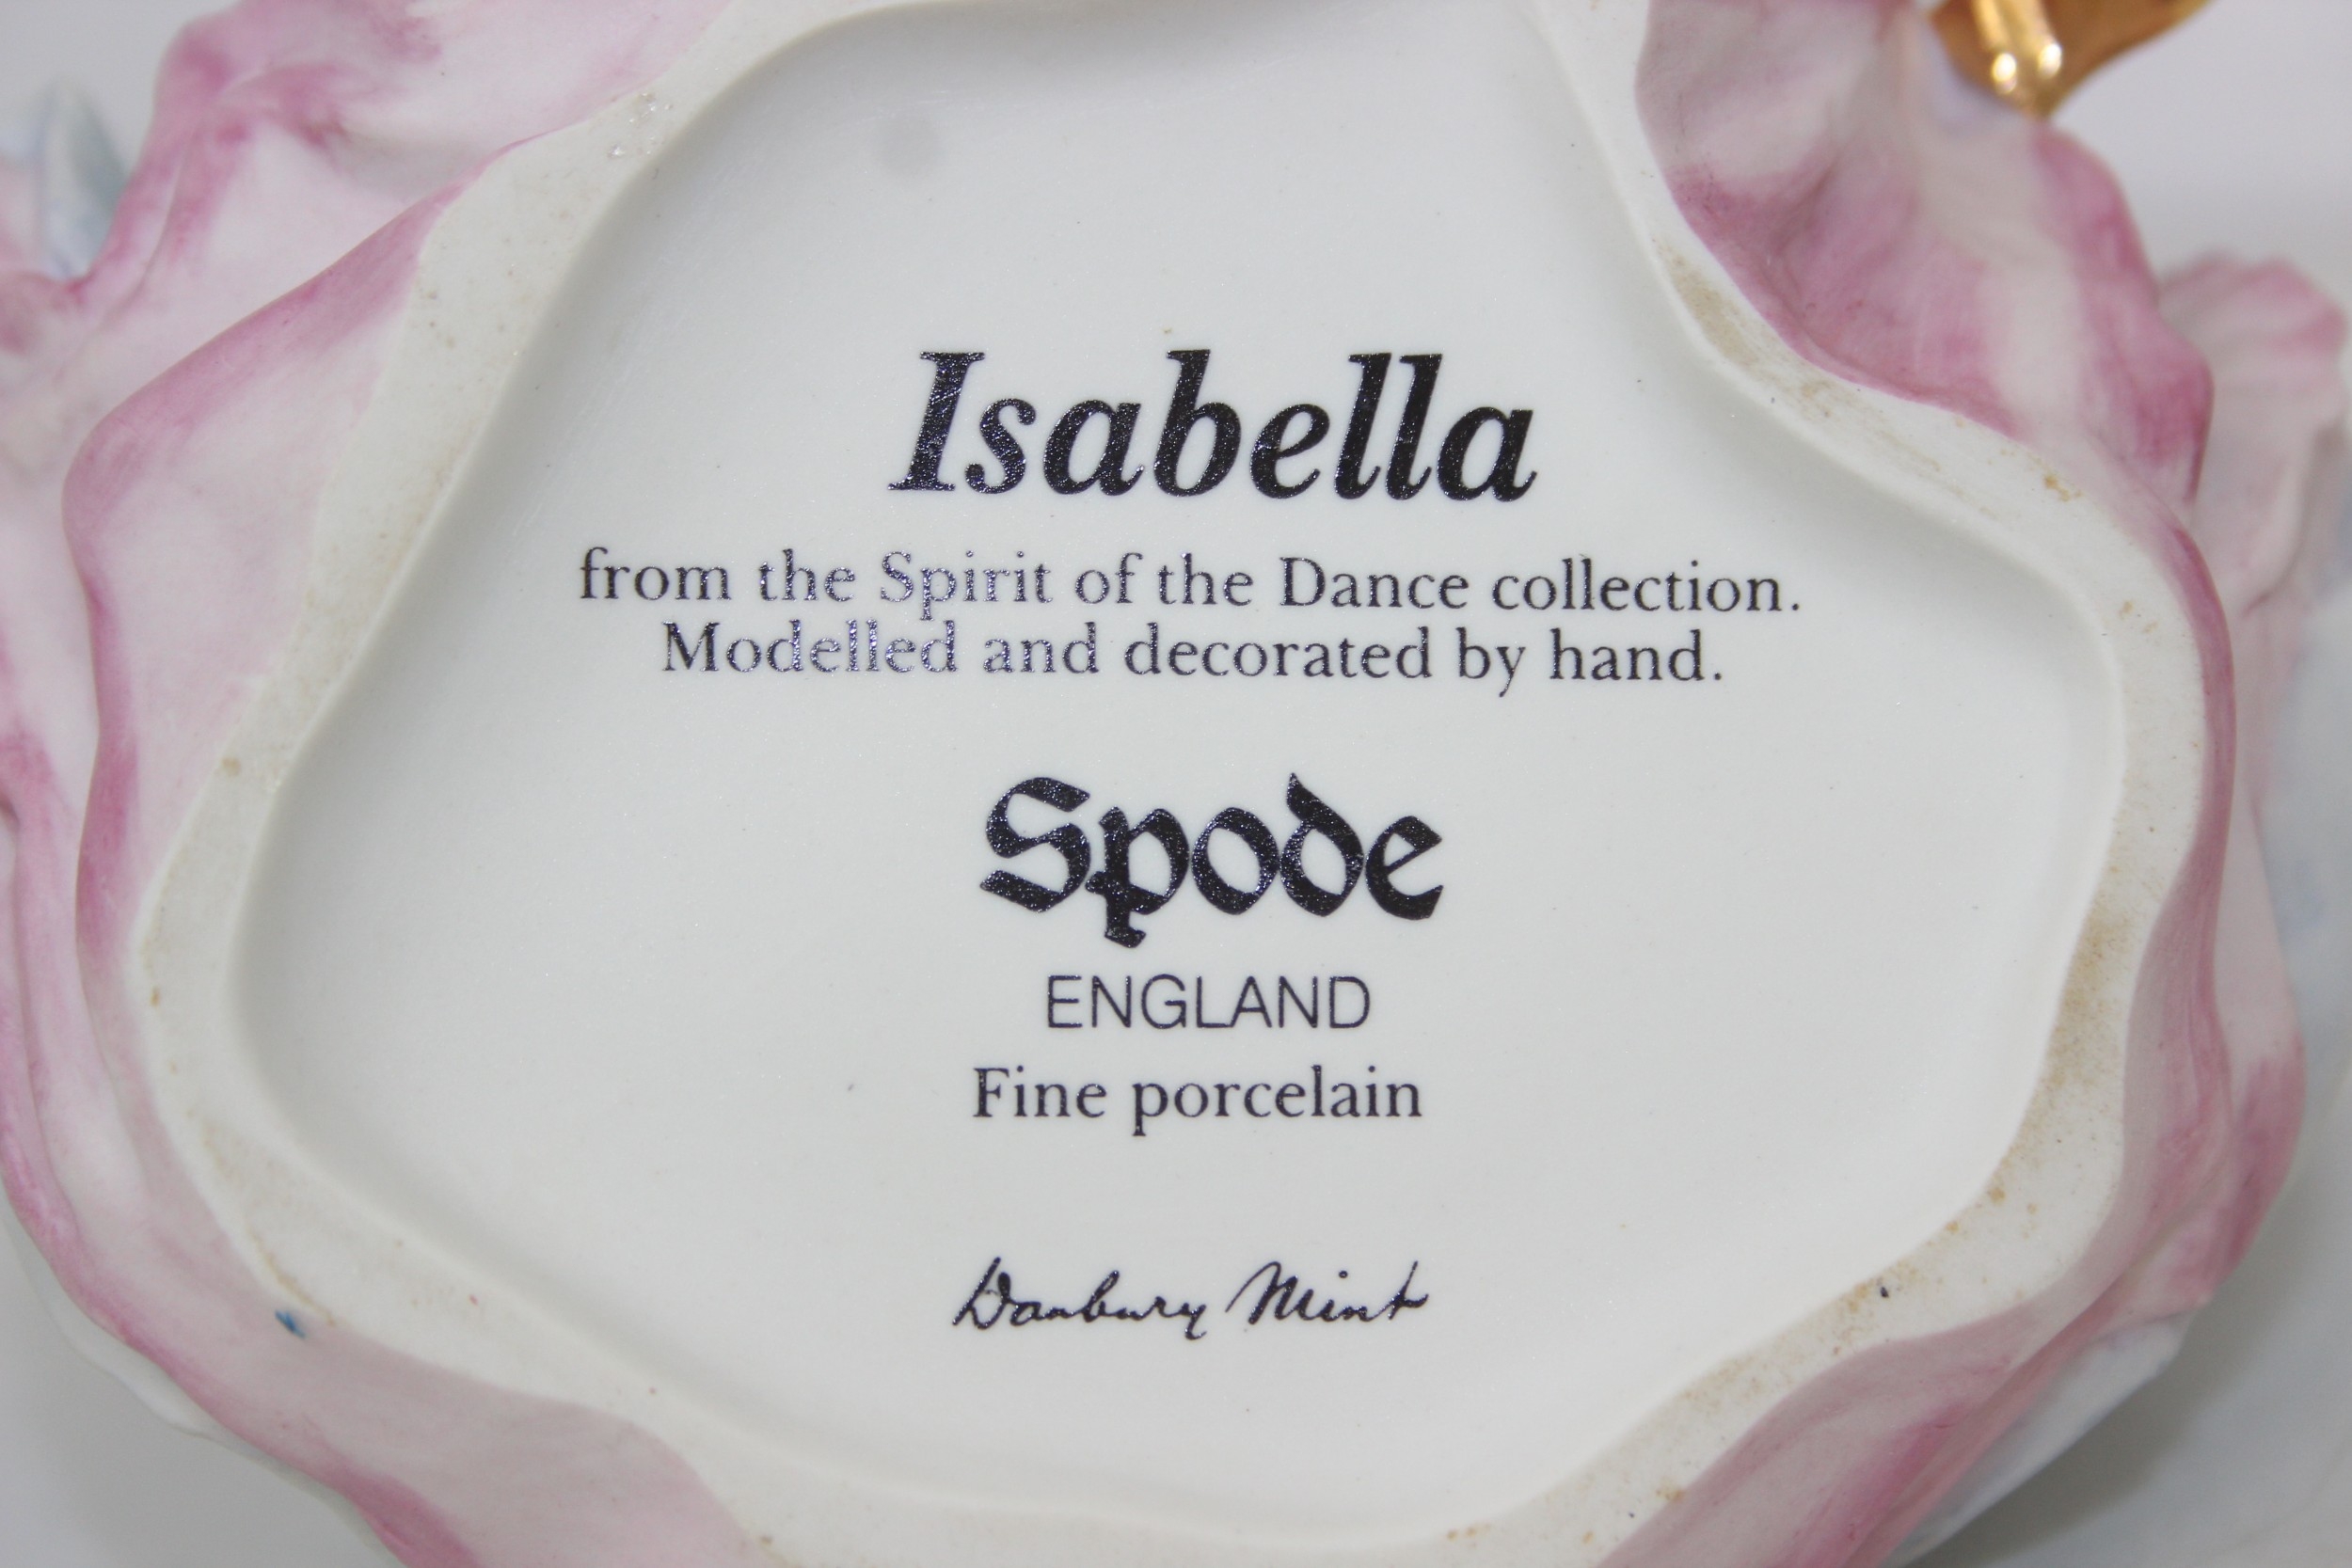 Isabella
from the Spirit of the Dance collection.
Modelled and decorated by hand.
Spode
ENGLAND
Fine porcelain
Danbury Mint